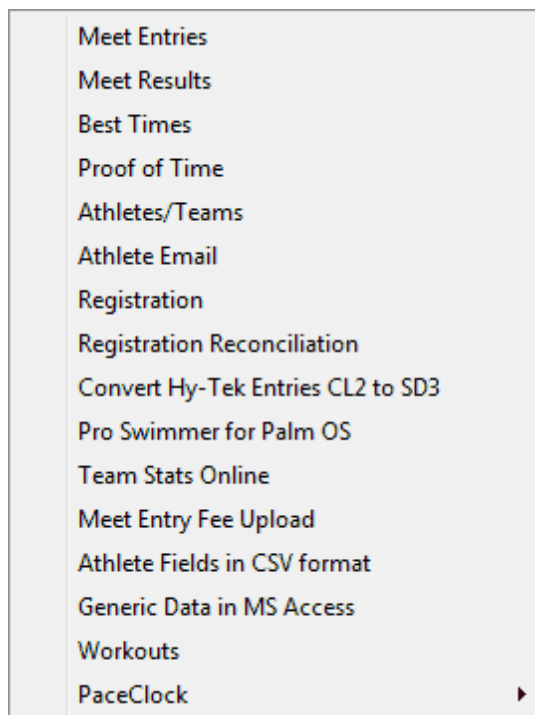 Meet Entries
Meet Results
Best Times
Proof of Time
Athletes/Teams
Athlete Email
Registration
Registration Reconciliation
Convert Hy-Tek Entries CL2 to SD3
Pro Swimmer for Palm OS
Team Stats Online
Meet Entry Fee Upload
Athlete Fields in CSV format
Generic Data in MS Access
Workouts
PaceClock